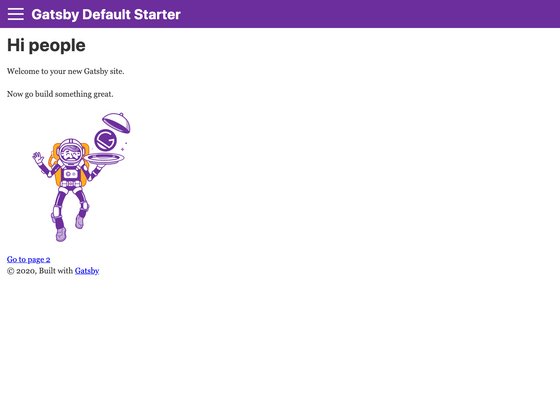 Gatsby Default Starter
Hi people
Welcome to your new Gatsby site.
Now go build something great.
Go to page 2
© 2020, Built with Gatsby